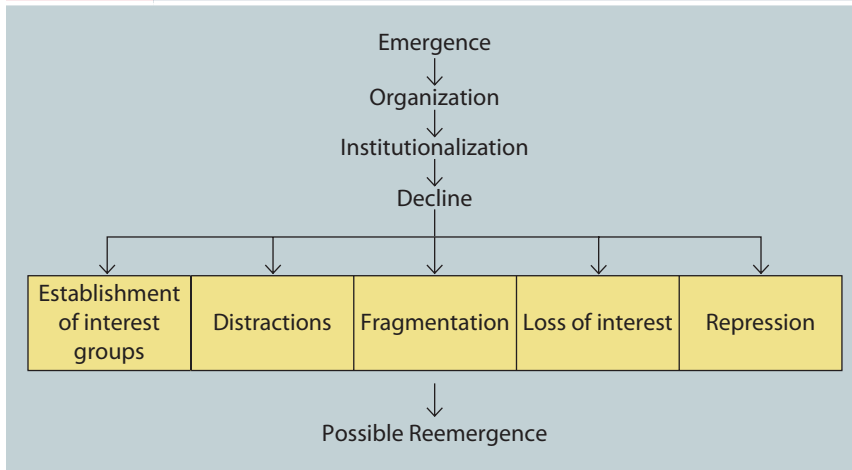 Emergence
Organization
Institutionalization
Decline
Establishment
of interest
groups
Distractions
Fragmentation
Loss of interest
Repression
Possible Reemergence